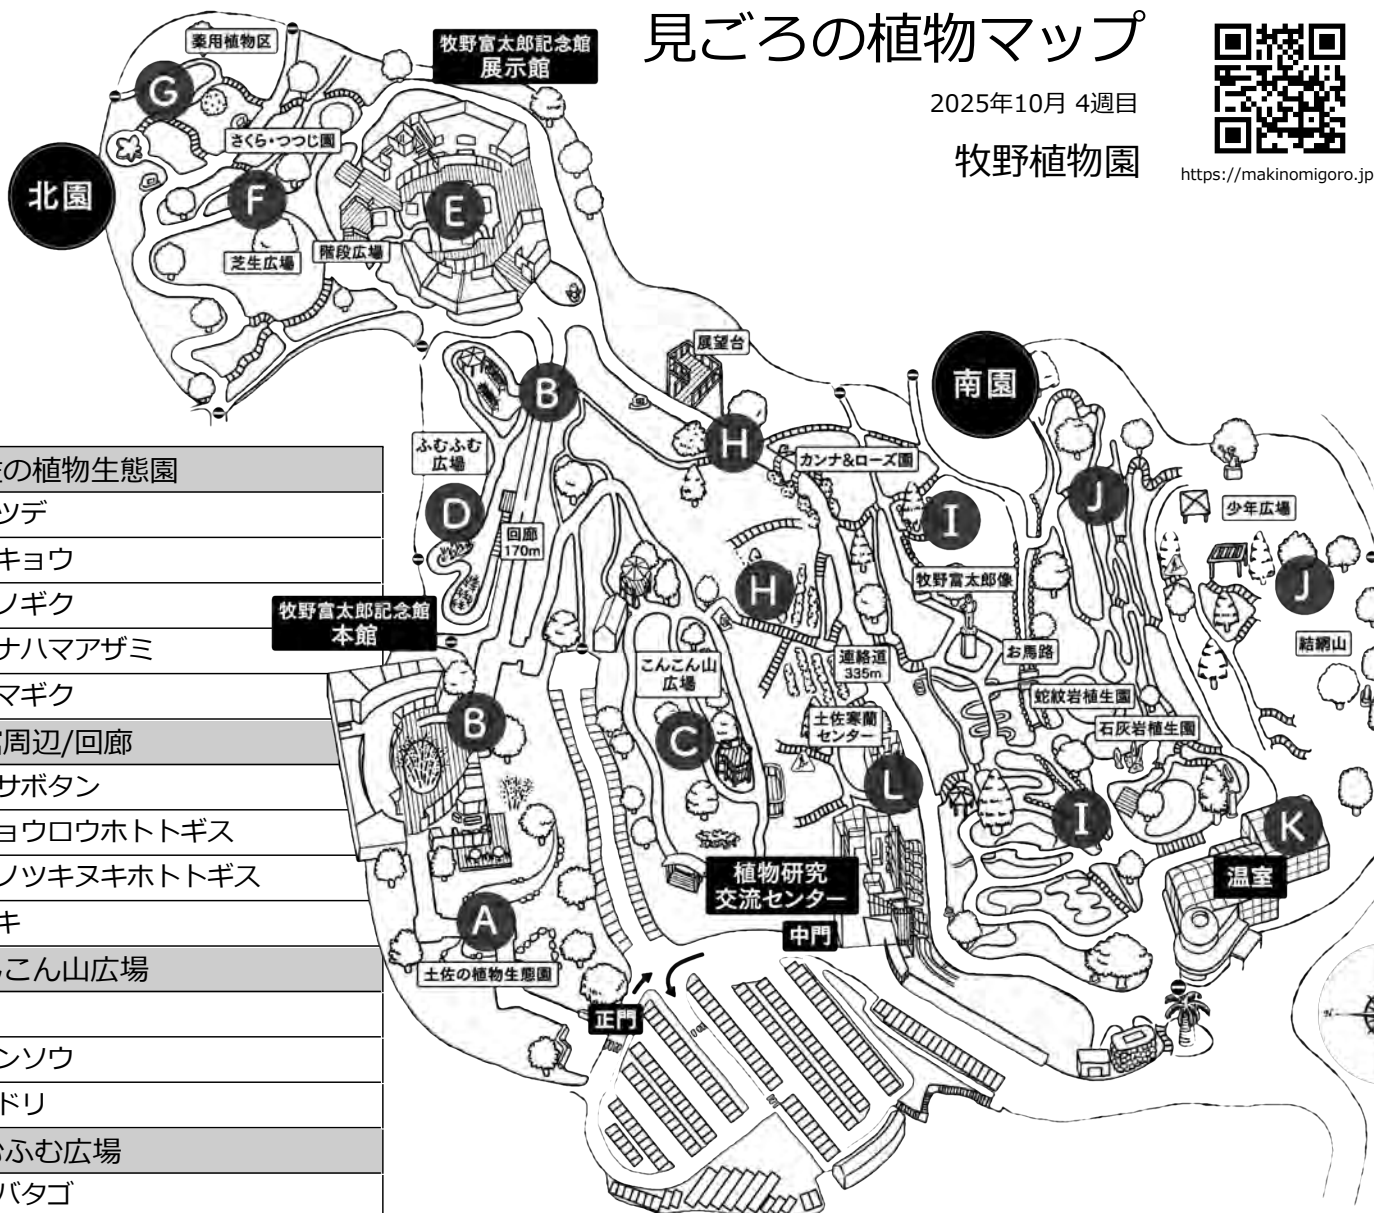 見ごろの植物マップ
2025年10月 4週目
牧野植物園
https://makinomigoro.jp
薬用植物区
牧野富太郎記念館
展示館
G
さくら・つつじ園
北園
F
E
芝生広場
階段広場
展望台
南園
B
H
ふむふむ
広場
カンナ&ローズ園
J
D
I
少年広場
回廊
170m
牧野富太郎像
H
J
牧野富太郎記念館
本館
お馬路
結網山
こんこん山
広場
連絡道
335m
蛇紋岩植生園
土佐寒蘭
センター
石灰岩植生園
B
C
L
I
K
植物研究
交流センター
温室
中門
A
土佐の植物生態園
正門
の植物生態園
ツデ
キョウ
ノギク
ナハマアザミ
マギク
周辺/回廊
サボタン
ョウロウホトトギス
ノツキヌキホトトギス
キ
こん山広場
ンソウ
ドリ
ふむ広場
バタゴ